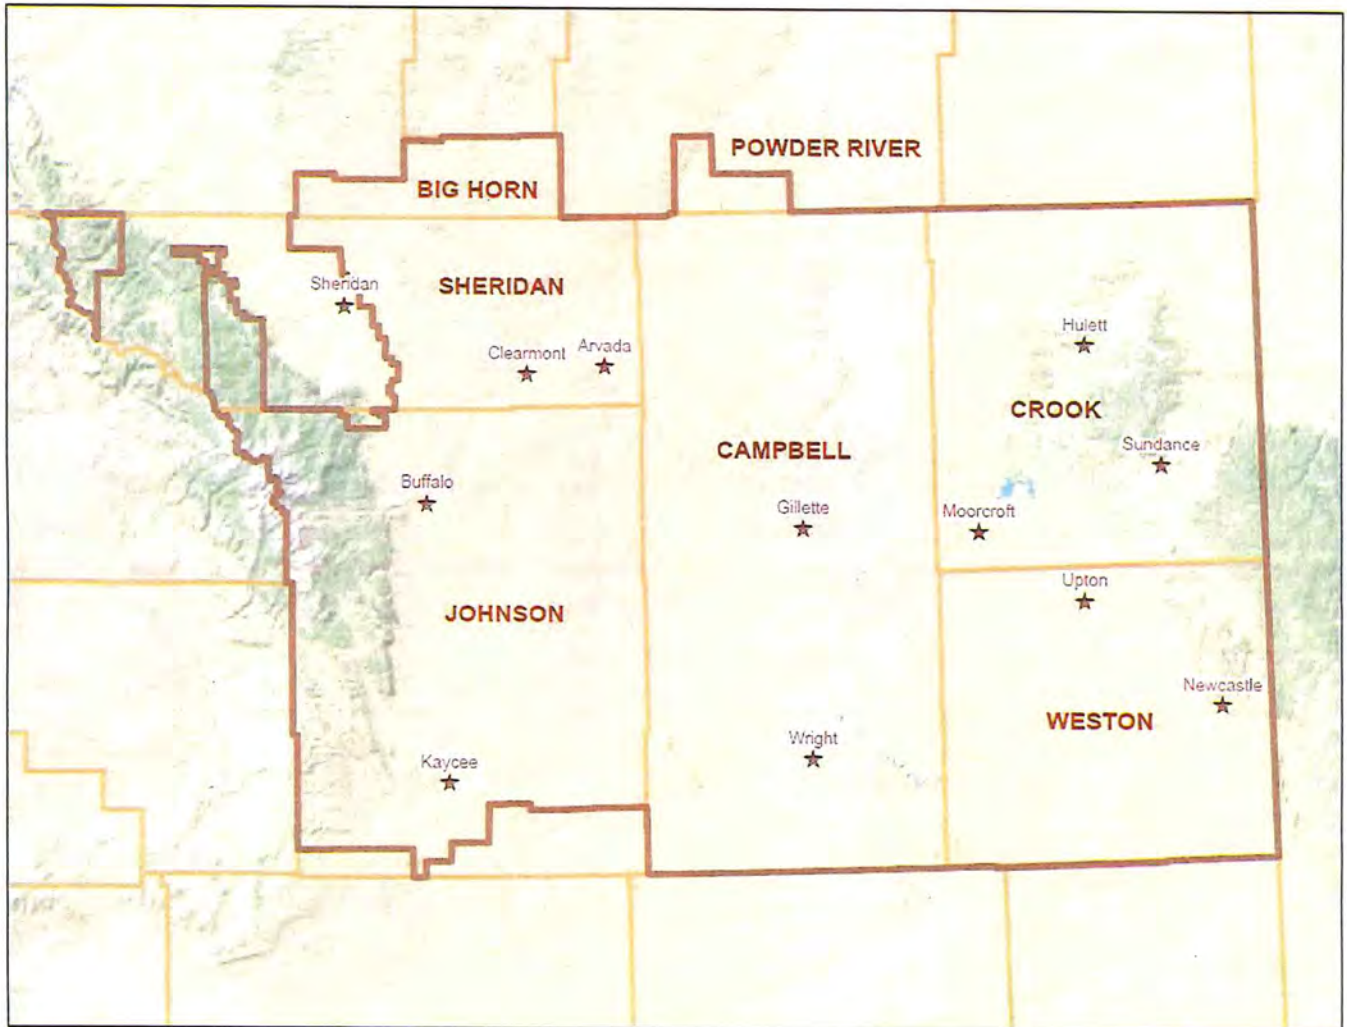 POWDER RIVER
BIG HORN
Sheridan
SHERIDAN
Hulett
Clearmont
Arvada
CROOK
CAMPBELL
Sundance
Buffalo
Gillette
Moorcroft
Upton
JOHNSON
Newcastle
WESTON
Wright
Kaycee